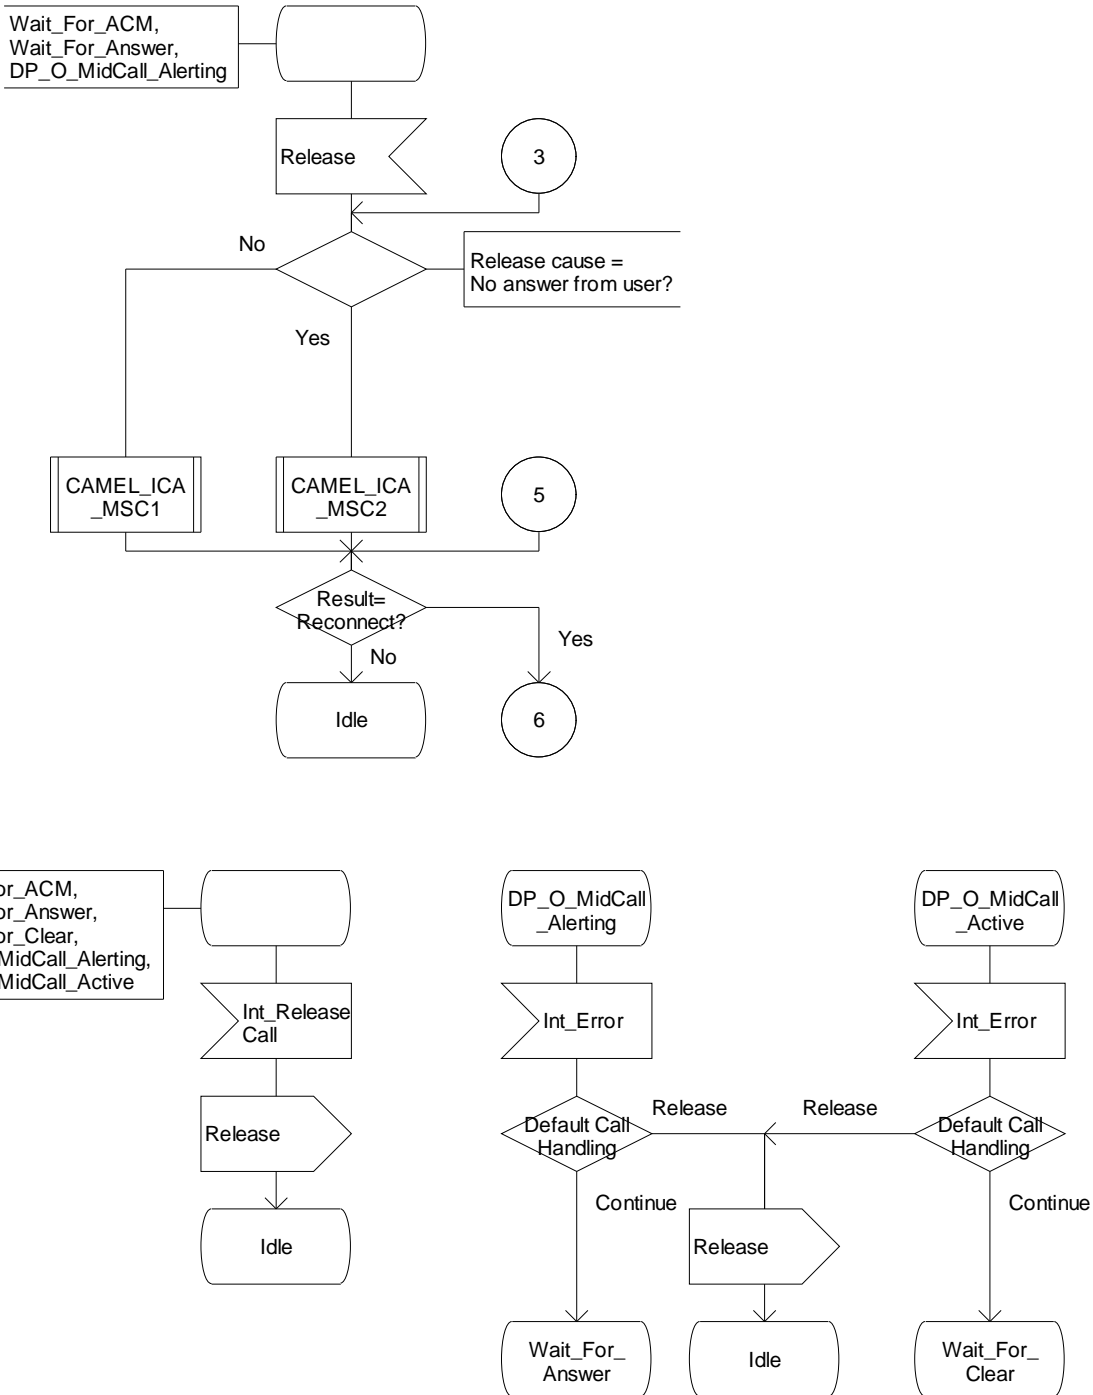 Wait_For_ACM,
Wait_For_Answer,
DP_O_MidCall_Alerting
Release
3
No
Release cause =
No answer from user?
Yes
CAMEL_ICA
_MSC1
CAMEL_ICA
_MSC2
5
Result=
Reconnect?
Yes
No
Idle
6
or_ACM,
or_Answer,
or_Clear,
MidCall_Alerting,
MidCall_Active
Int_Release
Call
Release
Idle
DP_O_MidCall
_Alerting
Int_Error
Default Call
Handling
Release
Continue
Wait_For_
Answer
Release
Idle
DP_O_MidCall
_Active
Int_Error
Release
Default Call
Handling
Continue
Wait_For_
Clear